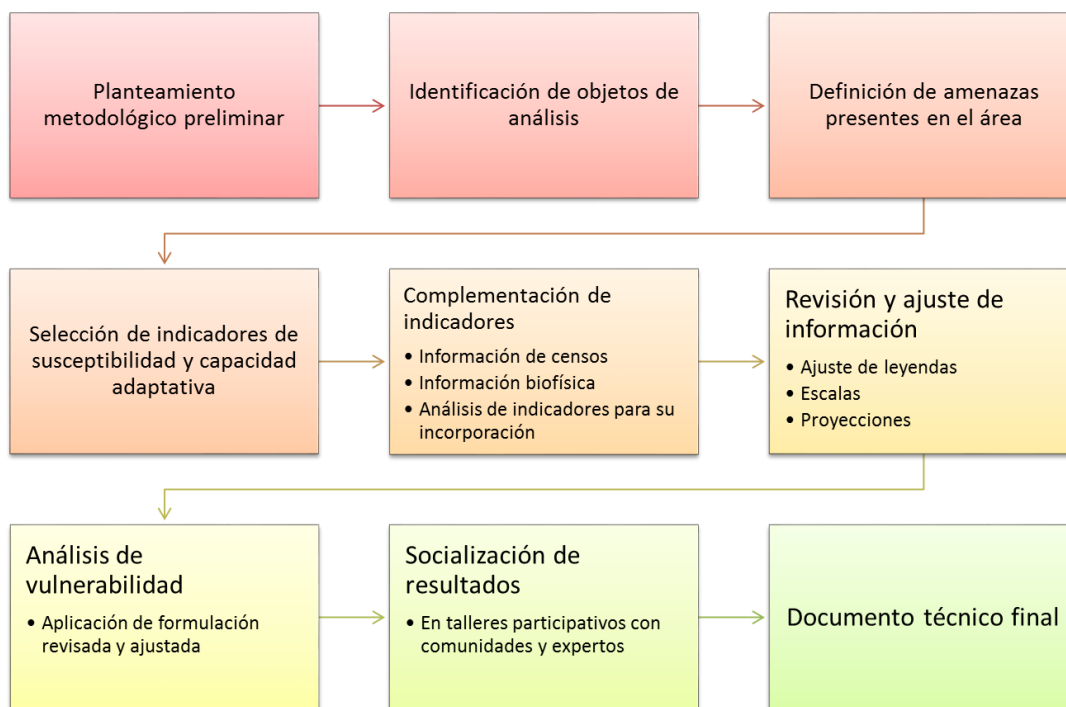 Planteamiento
metodológico preliminar
Identificación de objetos de
análisis
Definición de amenazas
presentes en el área
Selección de indicadores de
susceptibilidad y capacidad
adaptativa
Complementación de
indicadores
• Información de censos
• Información biofísica
• Análisis de indicadores para su
incorporación
Revisión y ajuste de
información
• Ajuste de leyendas
• Escalas
• Proyecciones
Análisis de
vulnerabilidad
• Aplicación de formulación
revisada y ajustada
Socialización de
resultados
• En talleres participativos con
comunidades y expertos
Documento técnico final